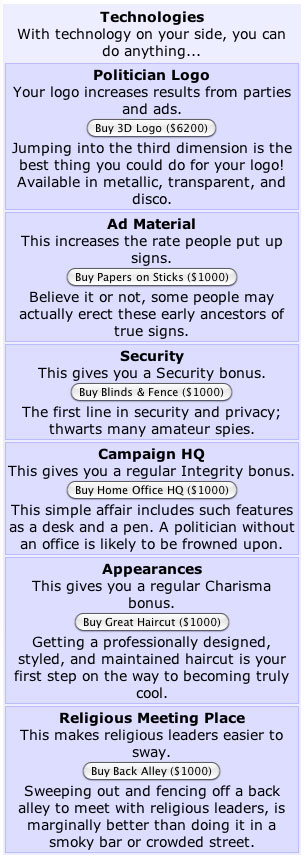 Technologies
With technology on your side, you can
do anything...
Politician Logo
Your logo increases results from parties
and ads.
Buy 3D Logo ($6200)
Jumping into the third dimension is the
best thing you could do for your logo!
Available in metallic, transparent, and
disco.
Ad Material
This increases the rate people put up
signs.
Buy Papers on Sticks ($1000)
Believe it or not, some people may
actually erect these early ancestors of
true signs.
Security
This gives you a Security bonus.
Buy Blinds & Fence ($1000)
The first line in security and privacy;
thwarts many amateur spies.
Campaign HQ
This gives you a regular Integrity bonus.
Buy Home Office HQ ($1000)
This simple affair includes such features
as a desk and a pen. A politician without
an office is likely to be frowned upon.
Appearances
This gives you a regular Charisma
bonus.
Buy Great Haircut ($1000)
Getting a professionally designed,
styled, and maintained haircut is your
first step on the way to becoming truly
cool.
Religious Meeting Place
This makes religious leaders easier to
sway.
Buy Back Alley ($1000)
Sweeping out and fencing off a back
alley to meet with religious leaders, is
marginally better than doing it in a
smoky bar or crowded street.